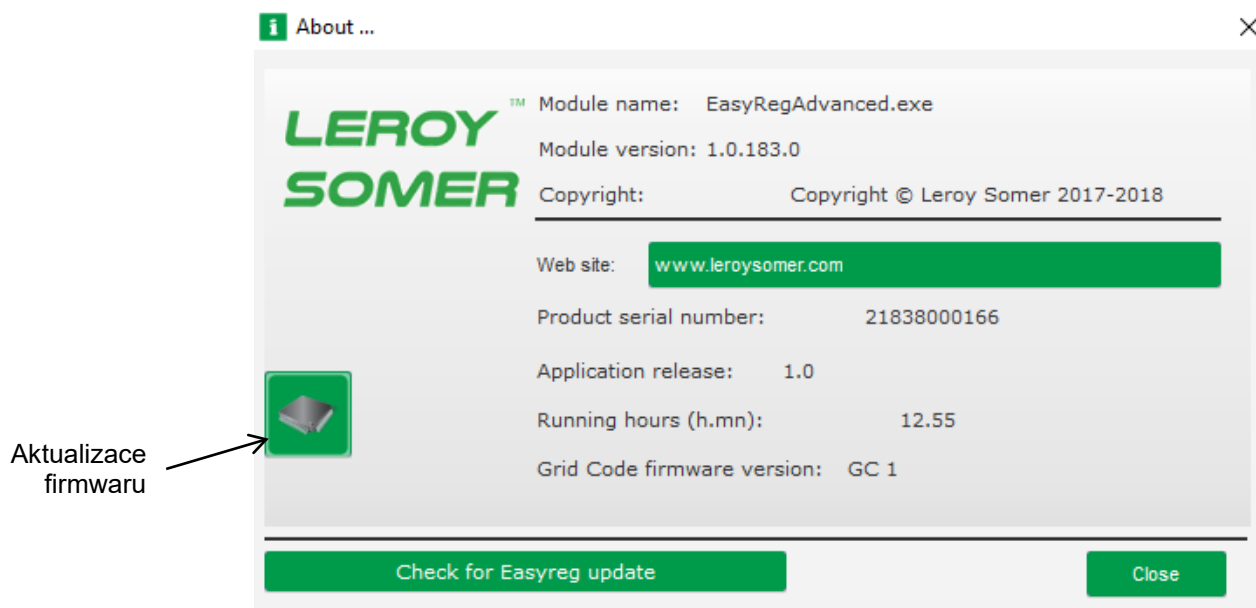 About ...
LEROY™
SOMER
Module name: EasyRegAdvanced.exe
Module version: 1.0.183.0
Copyright: Copyright © Leroy Somer 2017-2018
Web site: www.leroysomer.com
Product serial number: 21838000166
Application release: 1.0
Running hours (h.mn): 12.55
Grid Code firmware version: GC 1
Aktualizace
firmwaru
Check for Easyreg update
Close